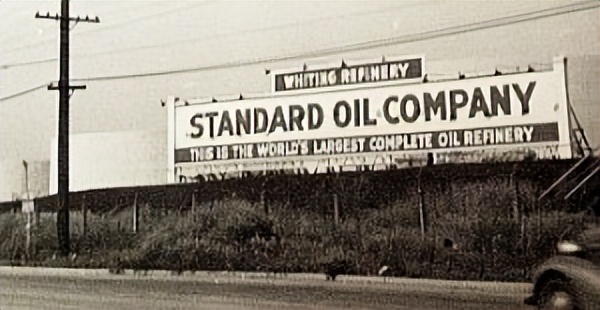 WHITING REFINERY
STANDARD OIL COMPANY
THIS IS THE WORLD'S LARGEST COMPLETE OIL REFINERY